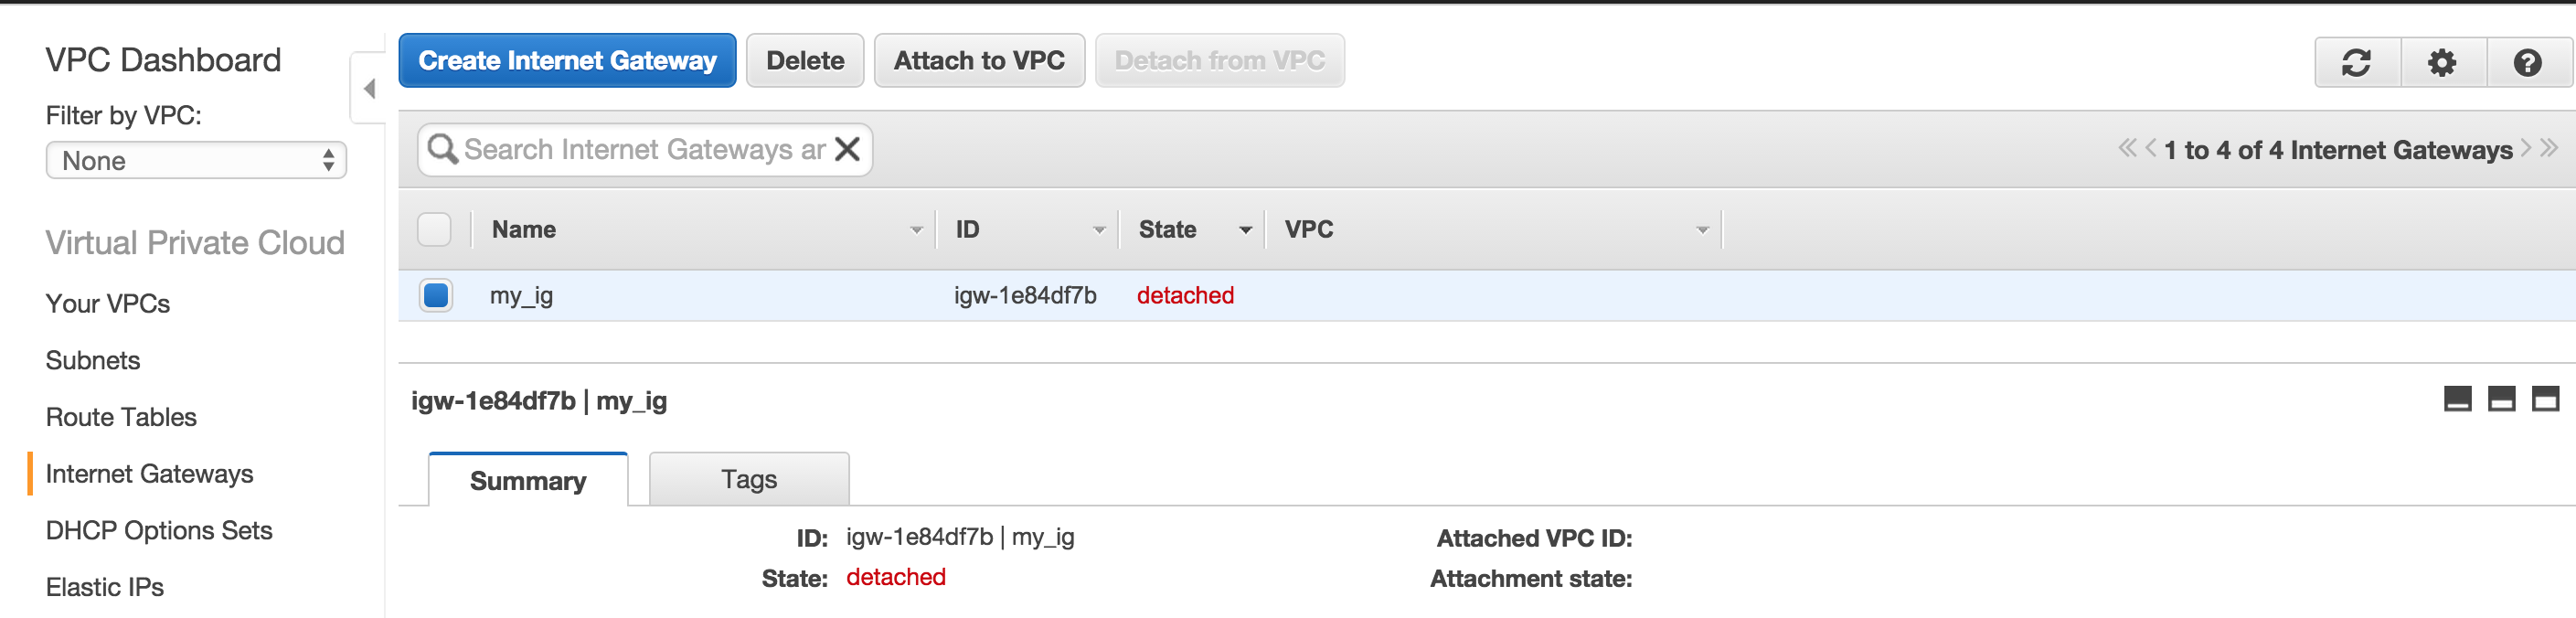 VPC Dashboard
Filter by VPC:
None
Virtual Private Cloud
Your VPCs
Subnets
Route Tables
Internet Gateways
DHCP Options Sets
Elastic IPs
Create Internet Gateway Delete Attach to VPC Detach from VPC
Search Internet Gateways ar
1 to 4 of 4 Internet Gateways
Name ID State VPC
my_ig igw-1e84df7b detached
igw-1e84df7b | my_ig
Summary Tags
ID: igw-1e84df7b | my_ig Attached VPC ID:
State: detached Attachment state: